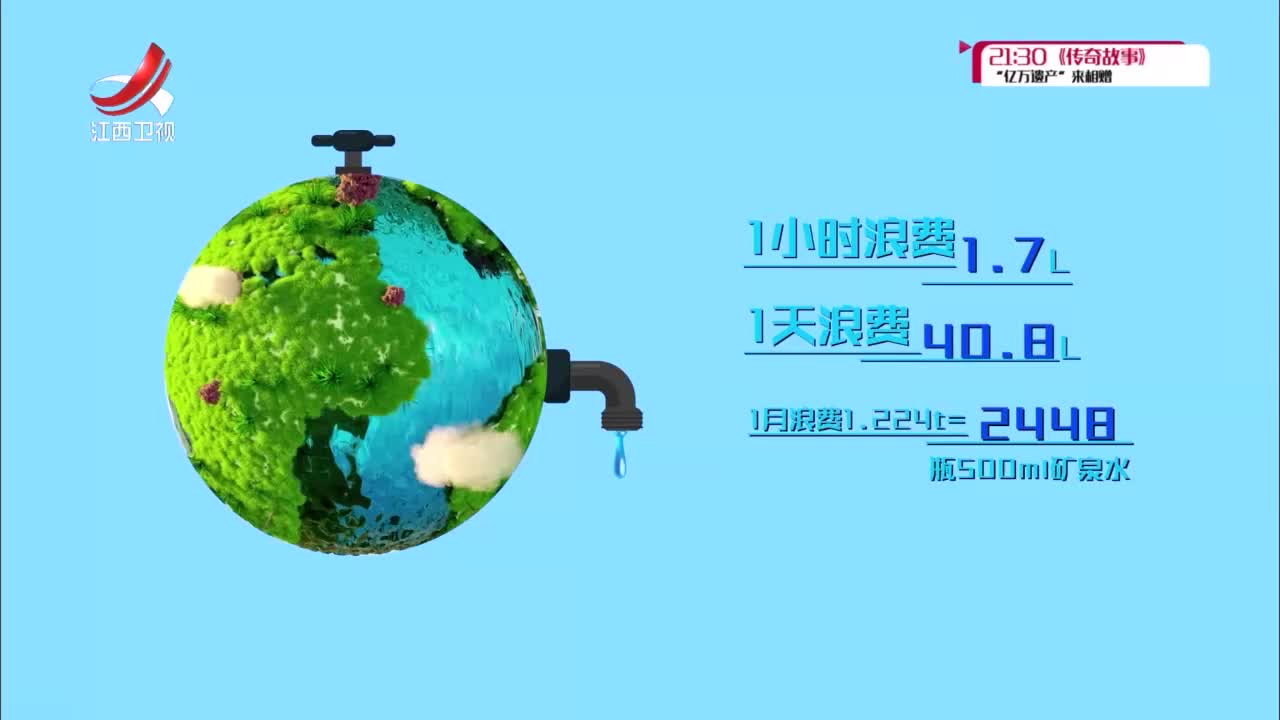 江西卫视
21:30《传奇故事》
“亿万遗产”来相赠
1小时浪费1.7L
1天浪费40.8L
1月浪费1.224t=2448
瓶500ml矿泉水